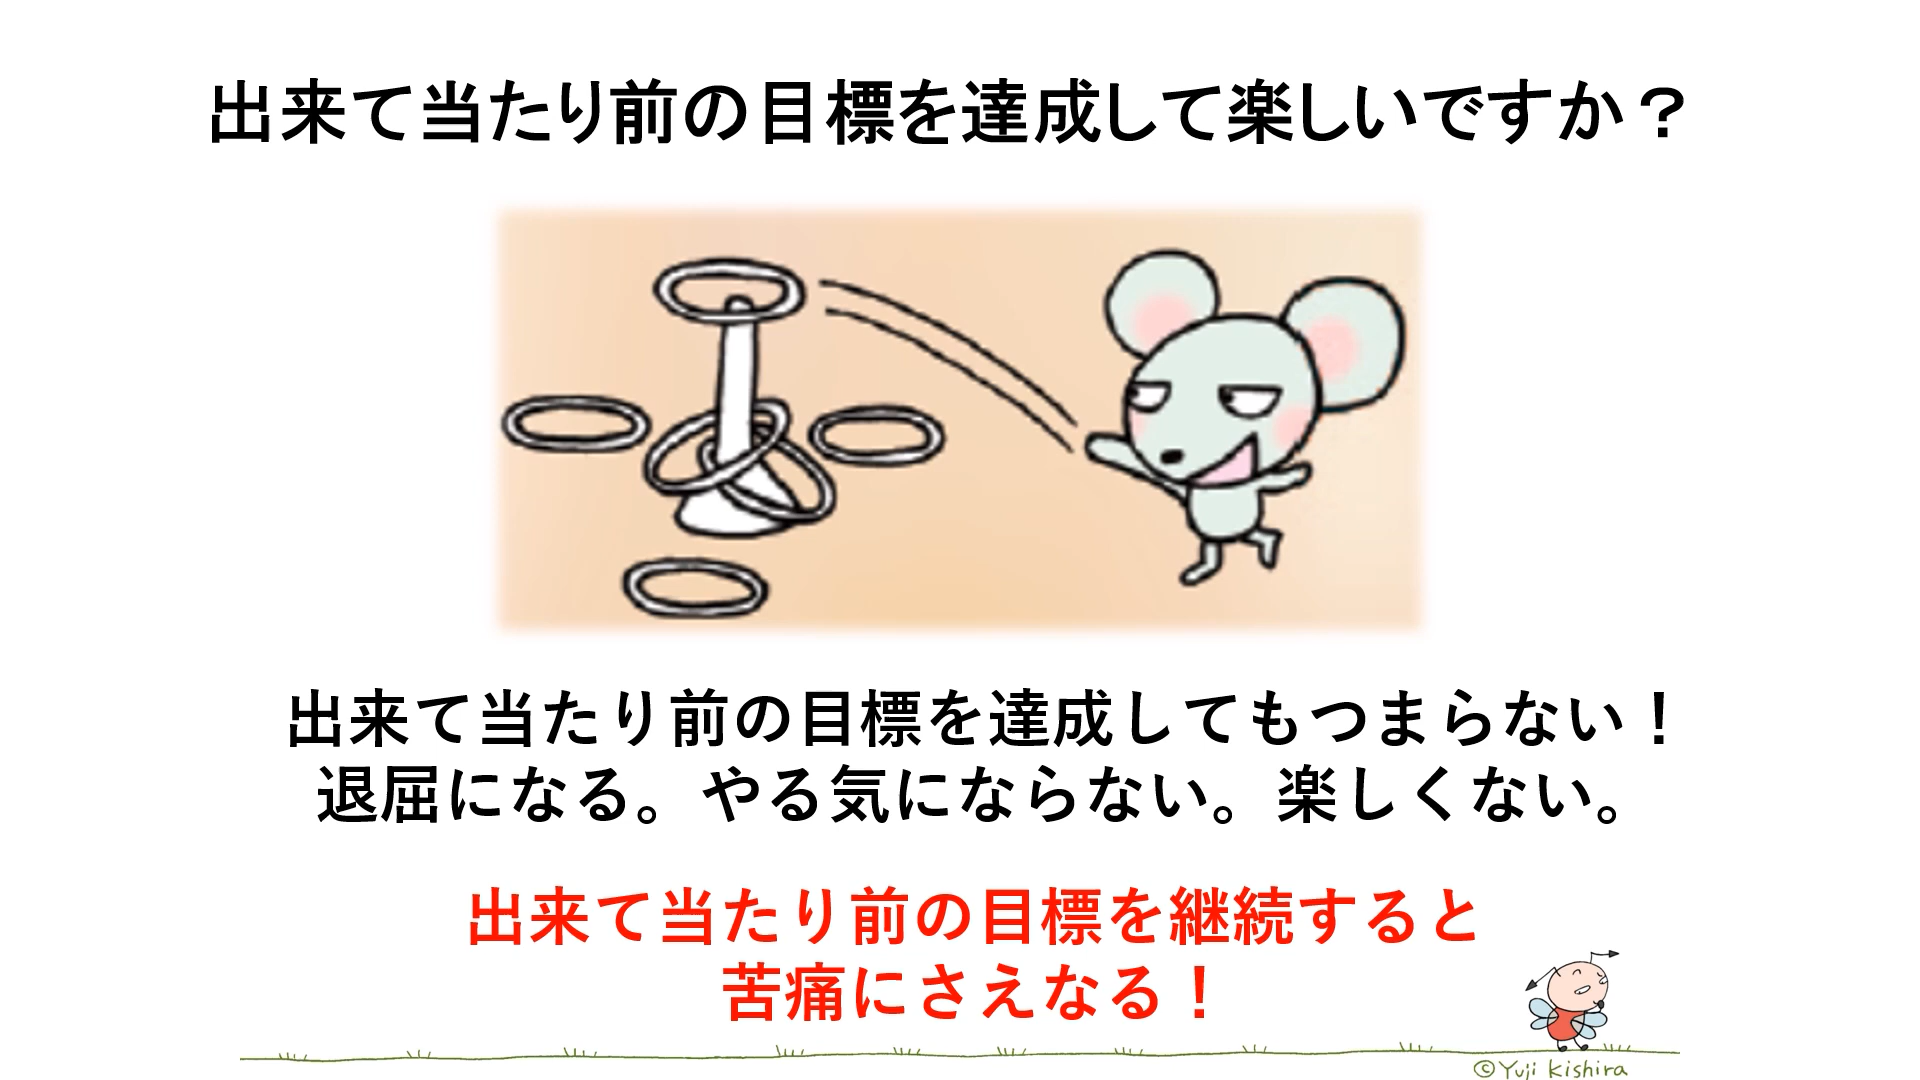 出来て当たり前の目標を達成して楽しいですか？
出来て当たり前の目標を達成してもつまらない！
退屈になる。やる気にならない。楽しくない。
出来て当たり前の目標を継続すると
苦痛にさえなる！
©Yuji kishira